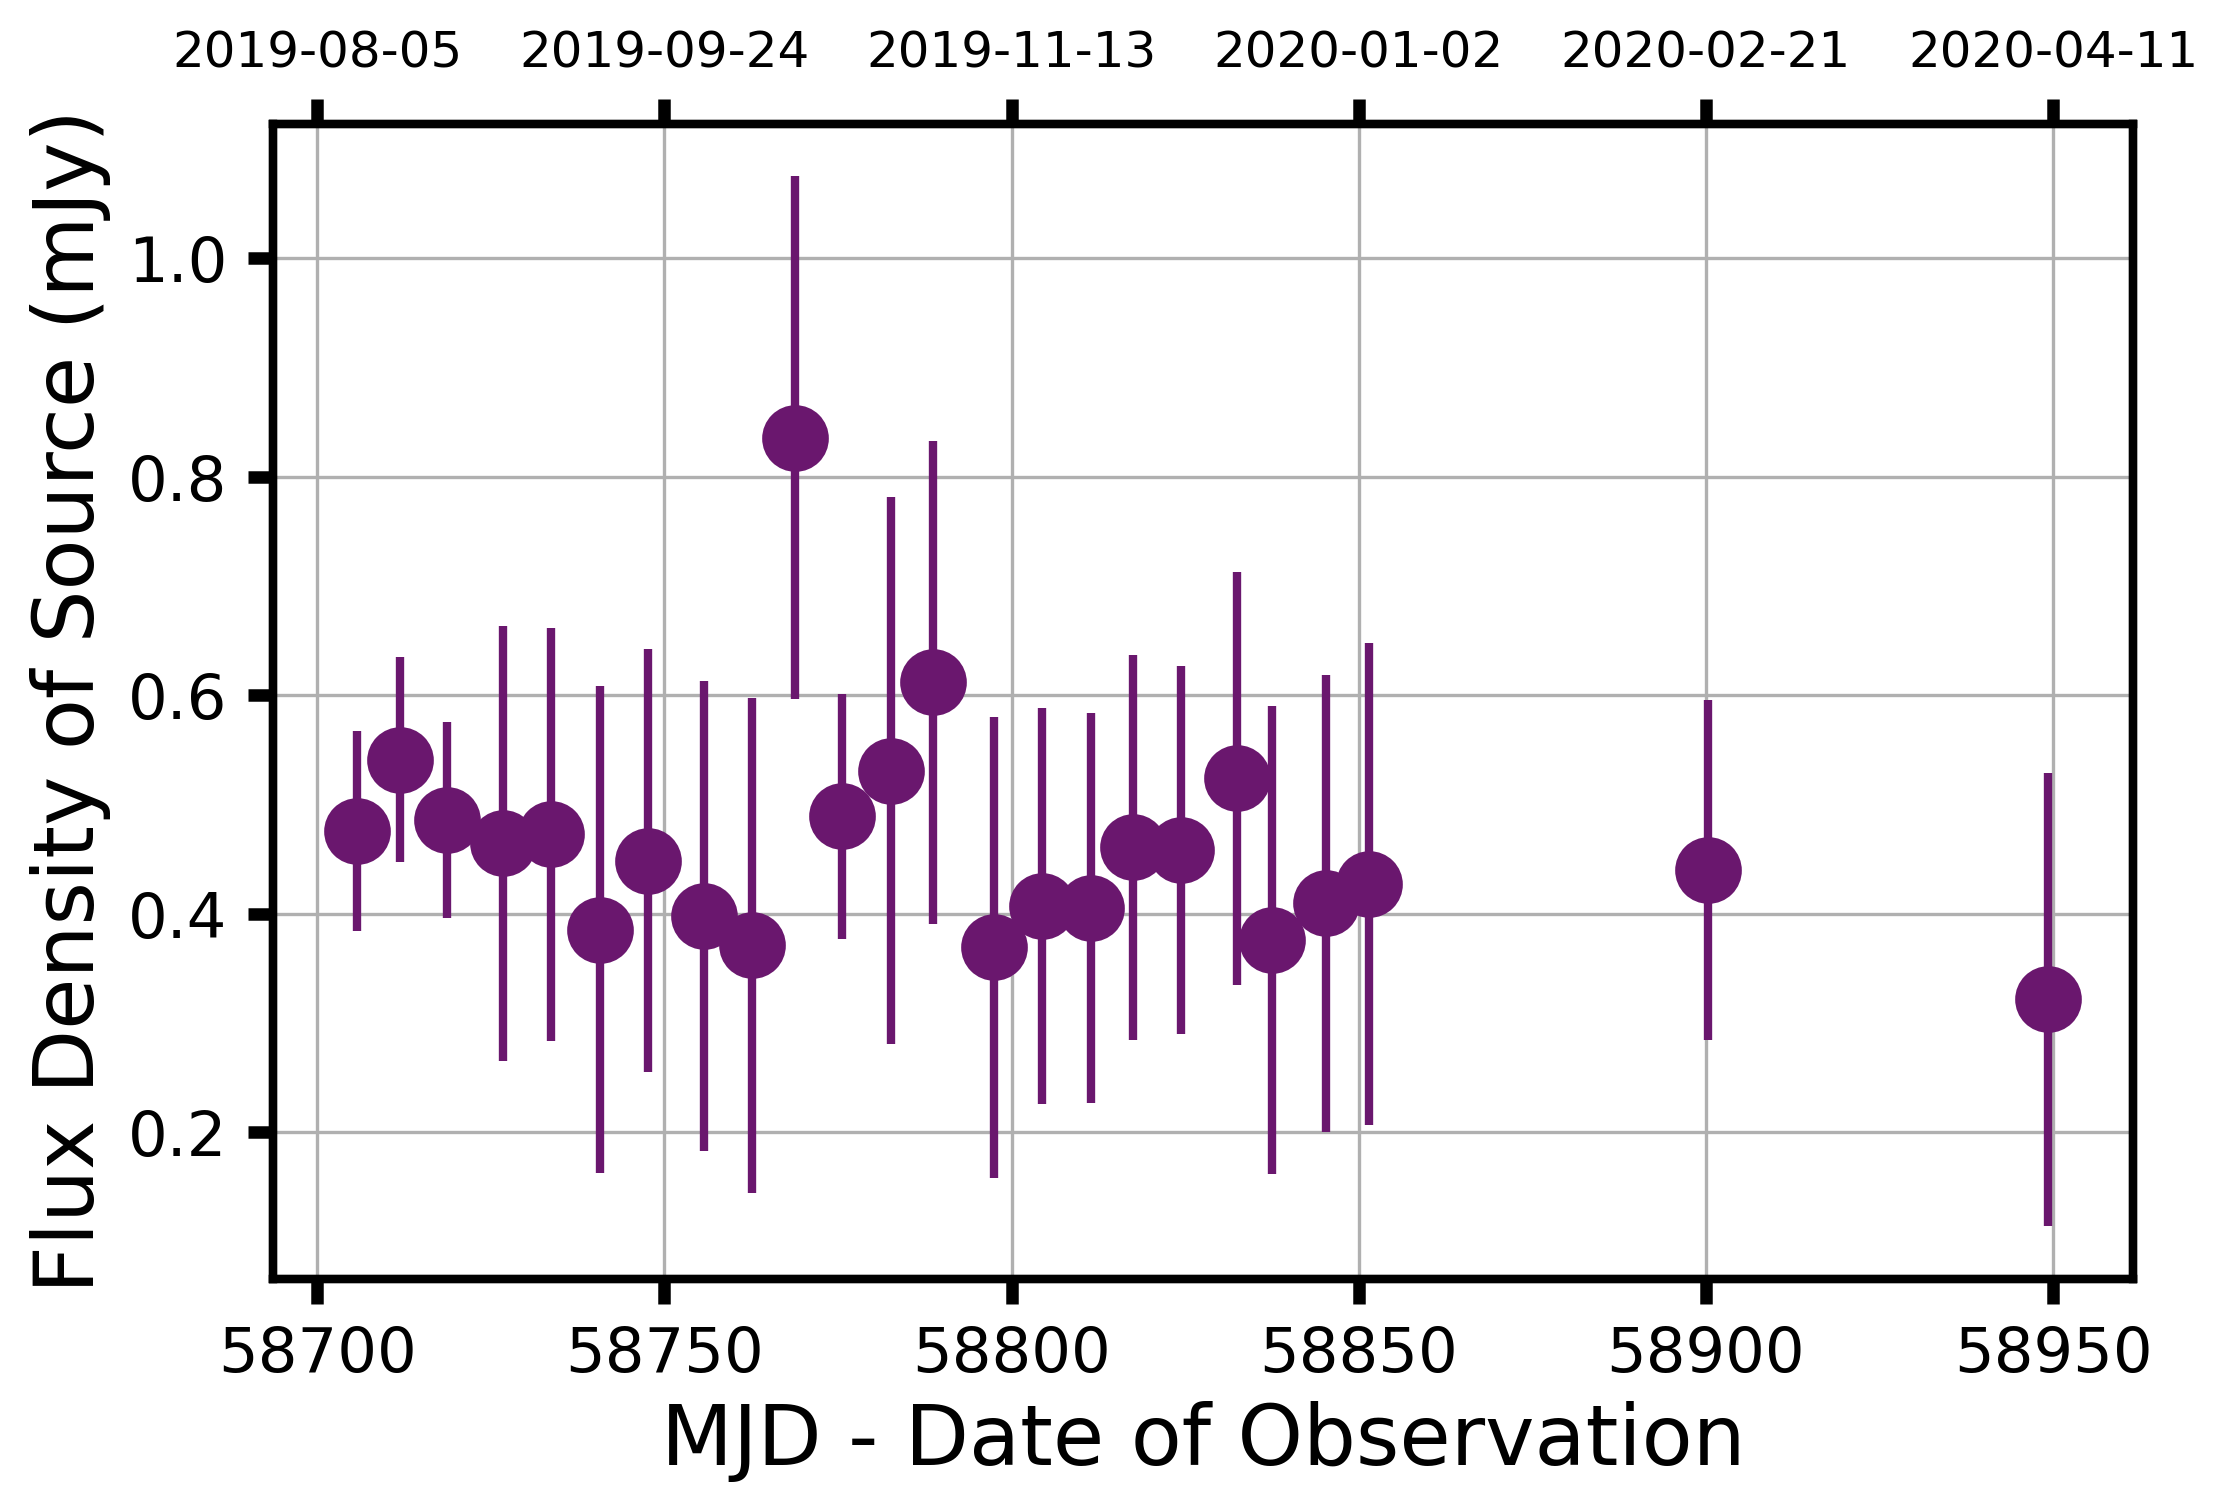 2019-08-05 2019-09-24 2019-11-13 2020-01-02 2020-02-21 2020-04-11
Flux Density of Source (mJy)
1.0
0.8
0.6
0.4
0.2
58700 58750 58800 58850 58900 58950
MJD - Date of Observation